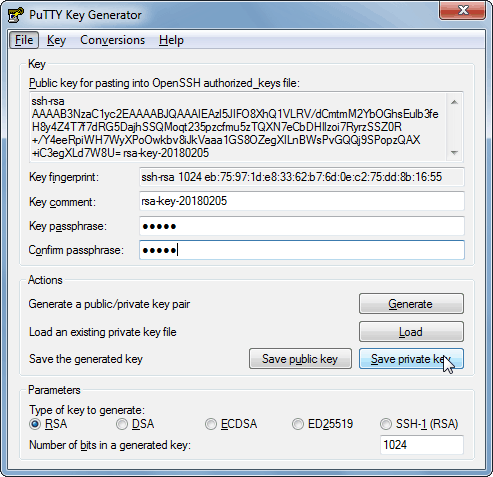 PuTTY Key Generator
File Key Conversions Help
Key
Public key for pasting into OpenSSH authorized_keys file:
ssh-rsa
AAAAB3NzaC1yc2EAAAABJQAAAIEAzl5JIFO8XhQ1VLRV/dCmtmM2YbOGhsEulb3fe
H8y4Z4T7f7dRG5DajhSSQMoqt235pzcfmu5zTQXN7eCbDHIlzoi7RyrzSSZ0R
+/Y4eeRpiWH7WyXPoOwkbv8iJkVaaa1GS8OZegXlLnBWsPvGQQj9SPopzQAX
+iC3egXLd7W8U= rsa-key-20180205
Key fingerprint: ssh-rsa 1024 eb:75:97:1d:e8:33:62:b7:6d:0e:c2:75:dd:8b:16:55
Key comment: rsa-key-20180205
Key passphrase: •••••
Confirm passphrase: •••••
Actions
Generate a public/private key pair Generate
Load an existing private key file Load
Save the generated key Save public key Save private key
Parameters
Type of key to generate:
RSA DSA ECDSA ED25519 SSH-1 (RSA)
Number of bits in a generated key: 1024